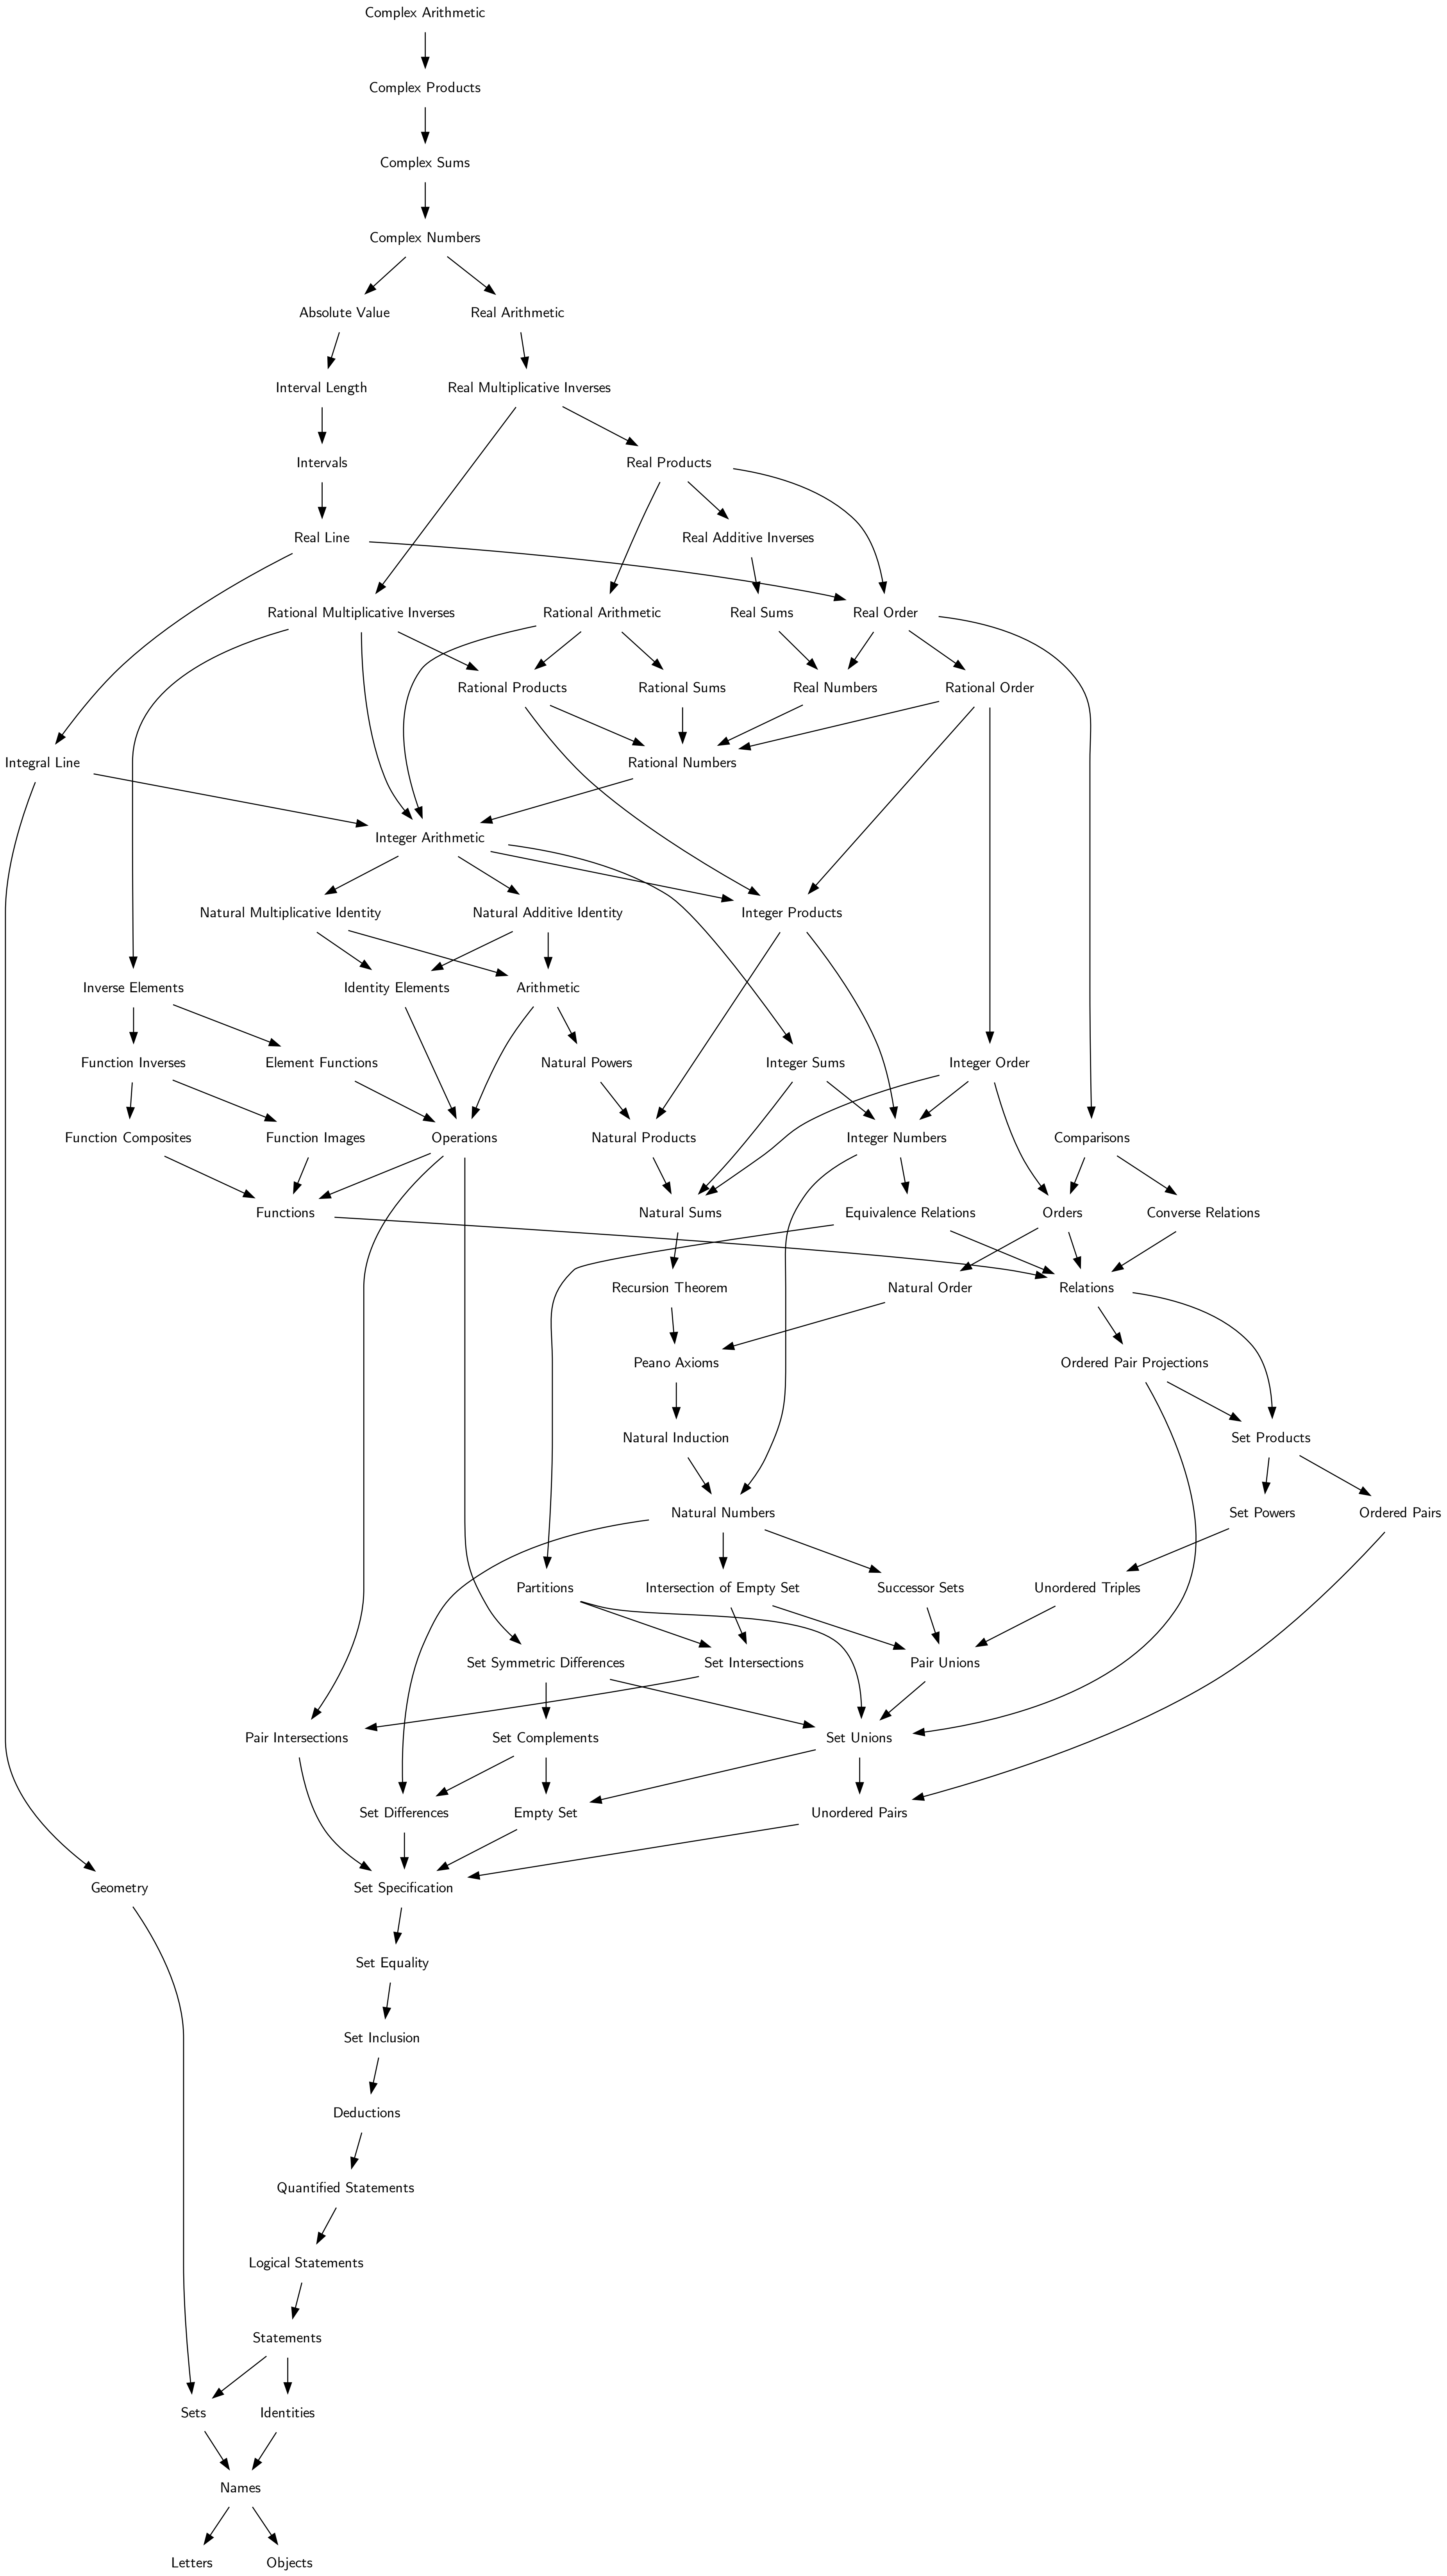 Complex Arithmetic
Complex Products
Complex Sums
Complex Numbers
Absolute Value
Real Arithmetic
Interval Length
Real Multiplicative Inverses
Intervals
Real Products
Real Line
Real Additive Inverses
Rational Multiplicative Inverses
Rational Arithmetic
Real Sums
Real Order
Rational Products
Rational Sums
Real Numbers
Rational Order
Integral Line
Rational Numbers
Integer Arithmetic
Natural Multiplicative Identity
Natural Additive Identity
Integer Products
Inverse Elements
Identity Elements
Arithmetic
Function Inverses
Element Functions
Natural Powers
Integer Sums
Integer Order
Function Composites
Function Images
Operations
Natural Products
Integer Numbers
Comparisons
Functions
Natural Sums
Equivalence Relations
Orders
Converse Relations
Recursion Theorem
Natural Order
Relations
Peano Axioms
Ordered Pair Projections
Natural Induction
Set Products
Natural Numbers
Set Powers
Ordered Pairs
Partitions
Intersection of Empty Set
Successor Sets
Unordered Triples
Set Symmetric Differences
Set Intersections
Pair Unions
Pair Intersections
Set Complements
Set Unions
Set Differences
Empty Set
Unordered Pairs
Geometry
Set Specification
Set Equality
Set Inclusion
Deductions
Quantified Statements
Logical Statements
Statements
Sets
Identities
Names
Letters
Objects